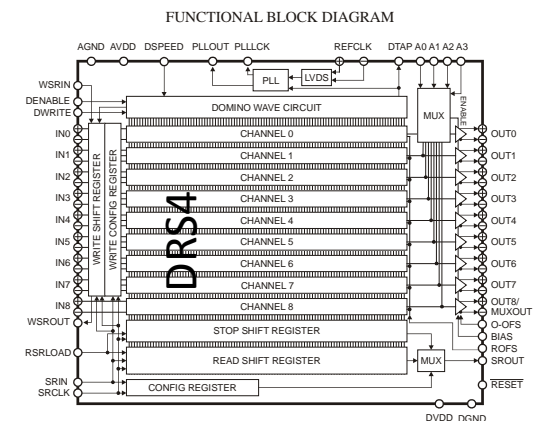 FUNCTIONAL BLOCK DIAGRAM
AGND AVDD DSPEED PLLOUT PLLLCK REFCLK DTAP A0 A1 A2 A3
WSRIN
DENABLE
DWRITE
IN0
IN1
IN2
IN3
IN4
IN5
IN6
IN7
IN8
WSROUT
RSRLOAD
SRIN
SRCLK
WRITE SHIFT REGISTER
WRITE CONFIG REGISTER
PLL
LVDS
MUX
ENABLE
DOMINO WAVE CIRCUIT
CHANNEL 0
CHANNEL 1
CHANNEL 2
CHANNEL 3
CHANNEL 4
CHANNEL 5
CHANNEL 6
CHANNEL 7
CHANNEL 8
DRS4
STOP SHIFT REGISTER
READ SHIFT REGISTER
CONFIG REGISTER
MUX
OUT0
OUT1
OUT2
OUT3
OUT4
OUT5
OUT6
OUT7
OUT8/
MUXOUT
O-OFS
BIAS
ROFS
SROUT
RESET
DVDD DGND